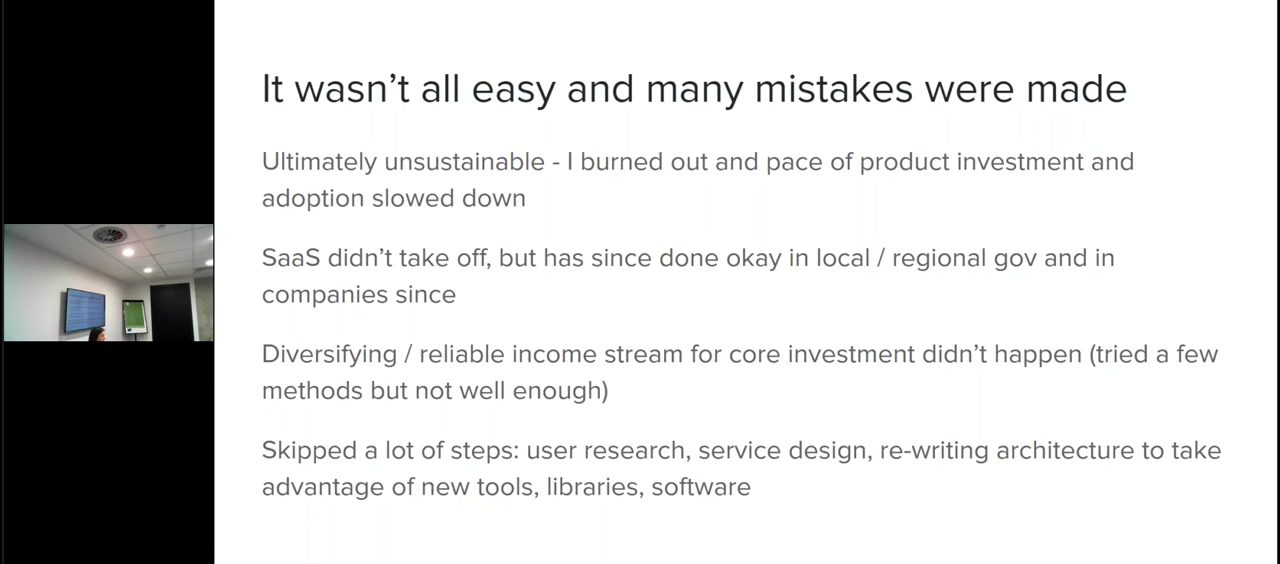 It wasn’t all easy and many mistakes were made
Ultimately unsustainable - I burned out and pace of product investment and
adoption slowed down
SaaS didn’t take off, but has since done okay in local / regional gov and in
companies since
Diversifying / reliable income stream for core investment didn’t happen (tried a few
methods but not well enough)
Skipped a lot of steps: user research, service design, re-writing architecture to take
advantage of new tools, libraries, software